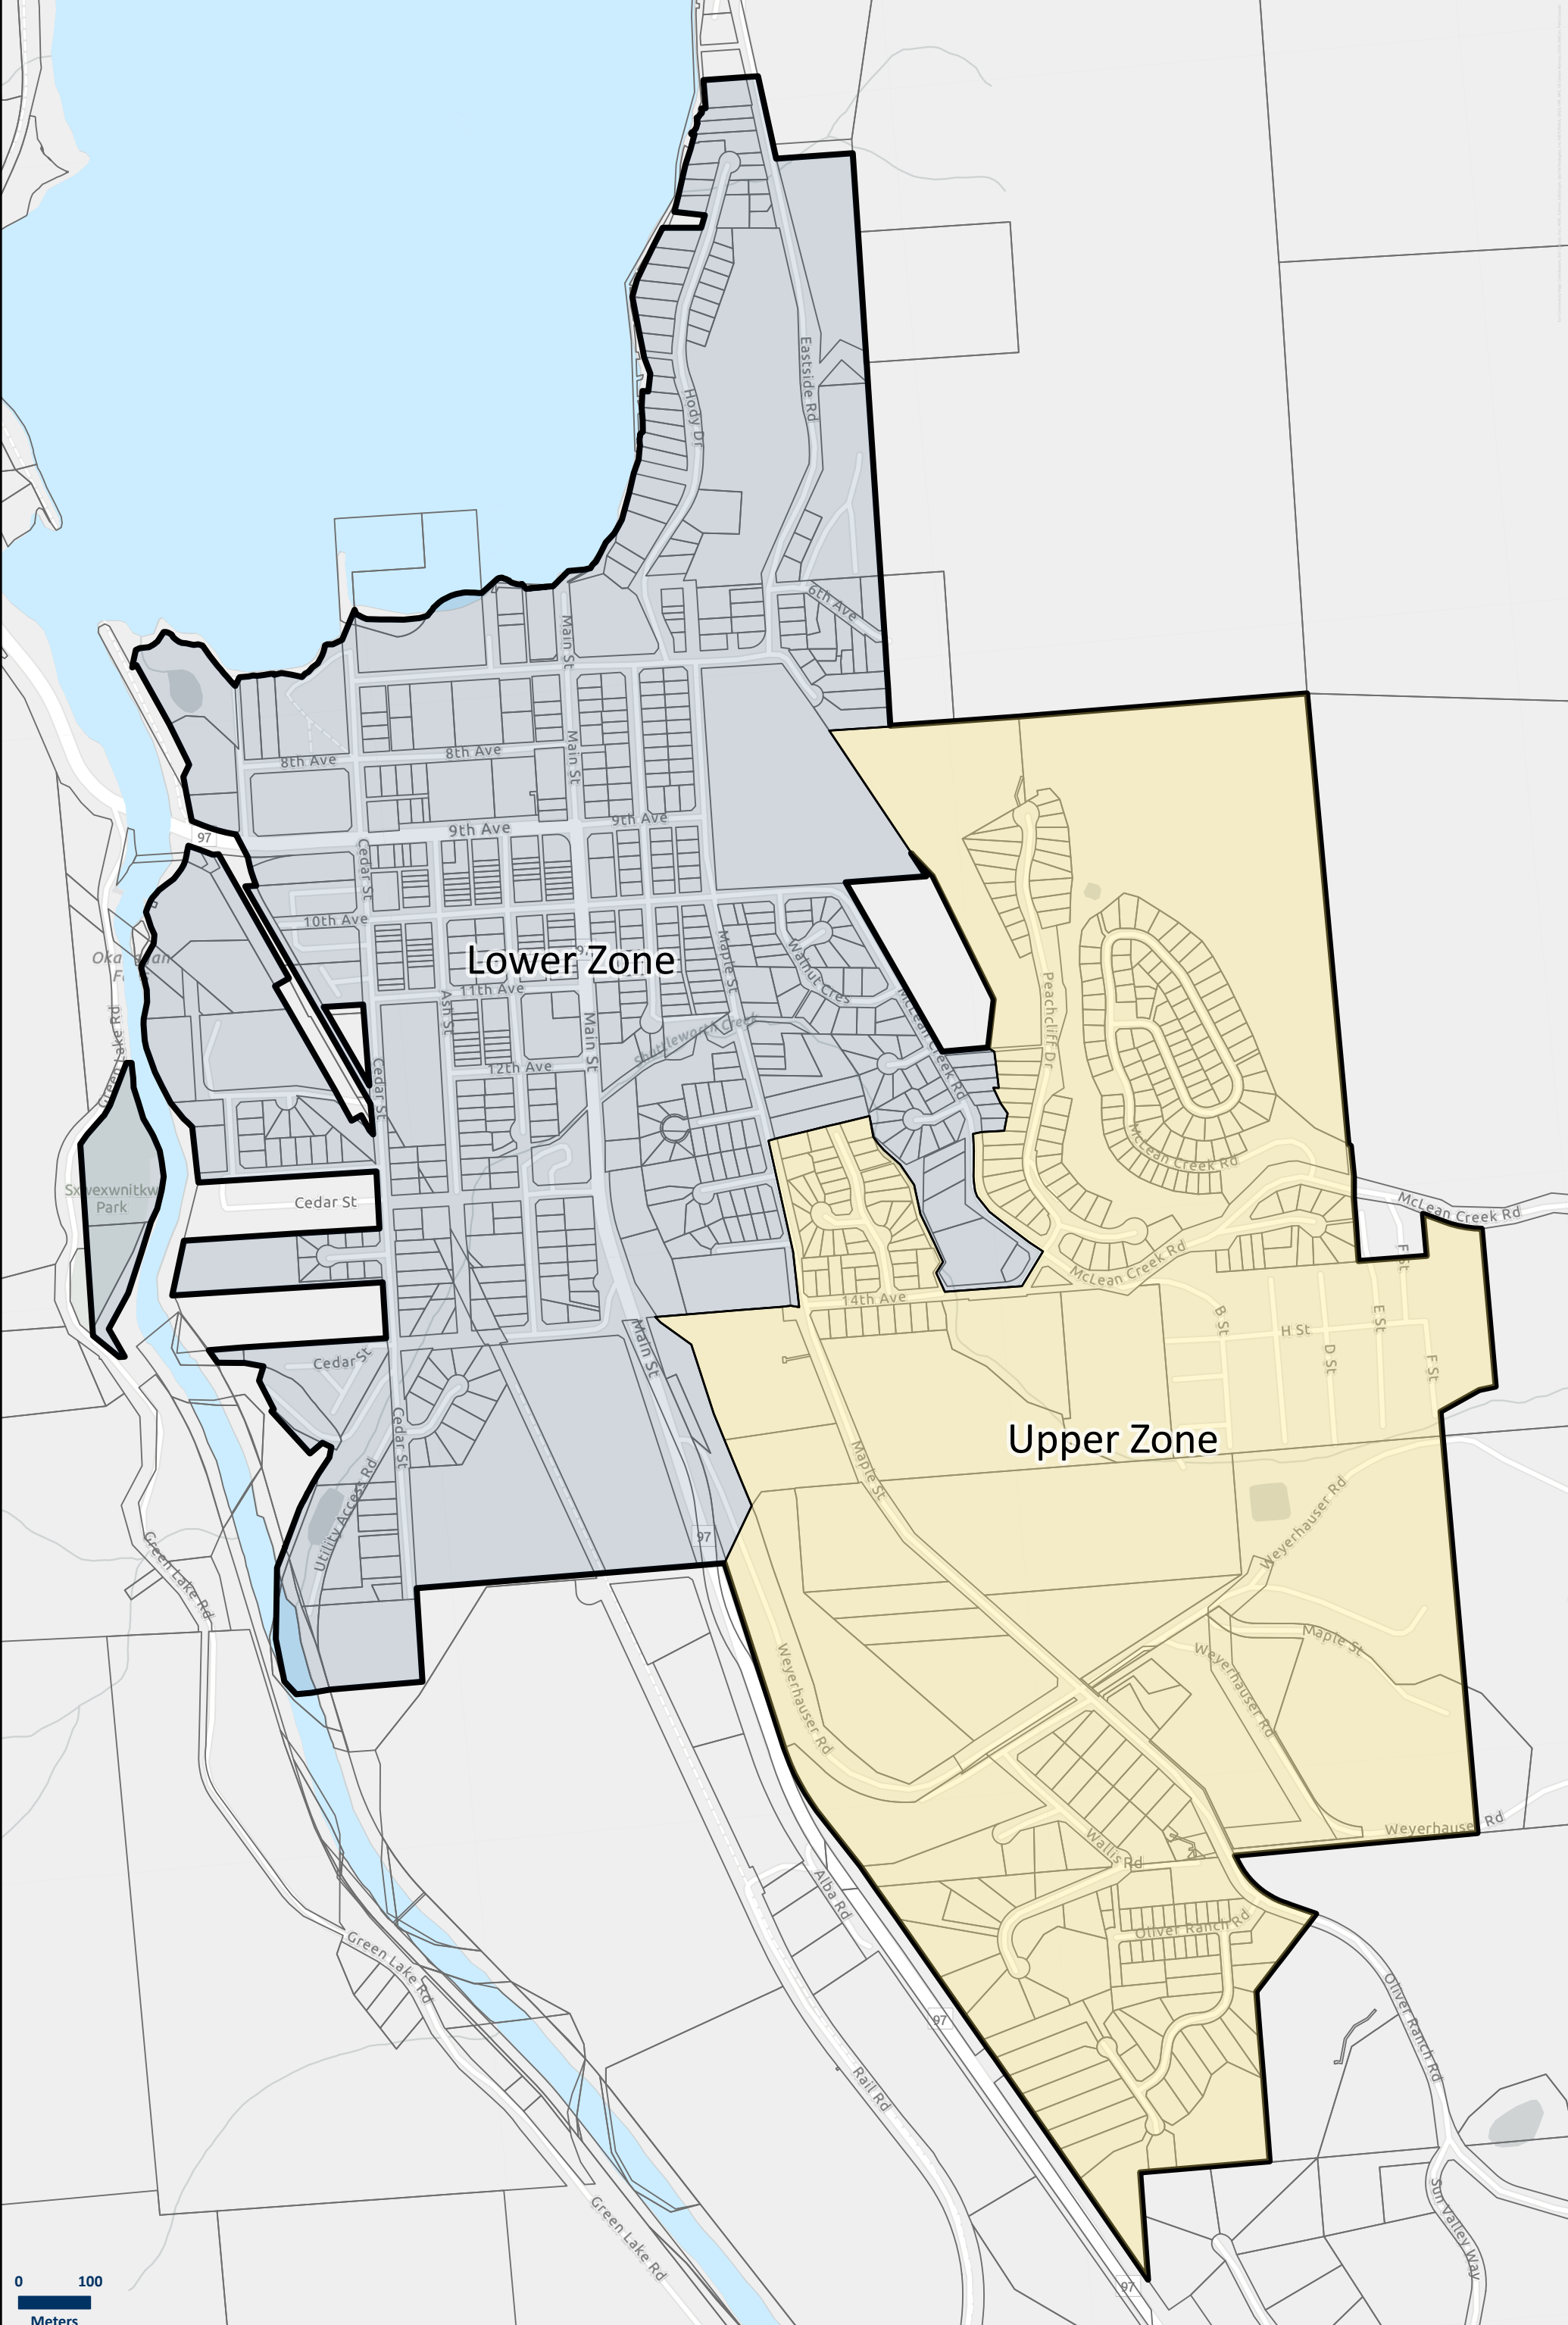 Eastside Rd
Hody Dr
6th Ave
Main St
8th Ave
8th Ave
Main St
97
9th Ave
9th Ave
Cedar St
10th Ave
Lower Zone
Maple St
Walnut Cres
11th Ave
Ash St
McLean Creek Rd
Peachcliff Dr
Main St
Shuttleworth Creek
12th Ave
Cedar St
Green Lake Rd
McLean Creek Rd
Sxwexwnitkw
Park
Cedar St
McLean Creek Rd
McLean Creek Rd
F St
14th Ave
B St
H St
E St
D St
F St
Main St
Cedar St
Cedar St
Upper Zone
Maple St
Utility Access Rd
97
Weyerhauser Rd
Green Lake Rd
Maple St
Weyerhauser Rd
Weyerhauser Rd
Weyerhauser Rd
Wallis Rd
Alba Rd
Oliver Ranch Rd
Green Lake Rd
Oliver Ranch Rd
97
Rail Rd
Sun Valley Way
Green Lake Rd
97
0 100
Meters